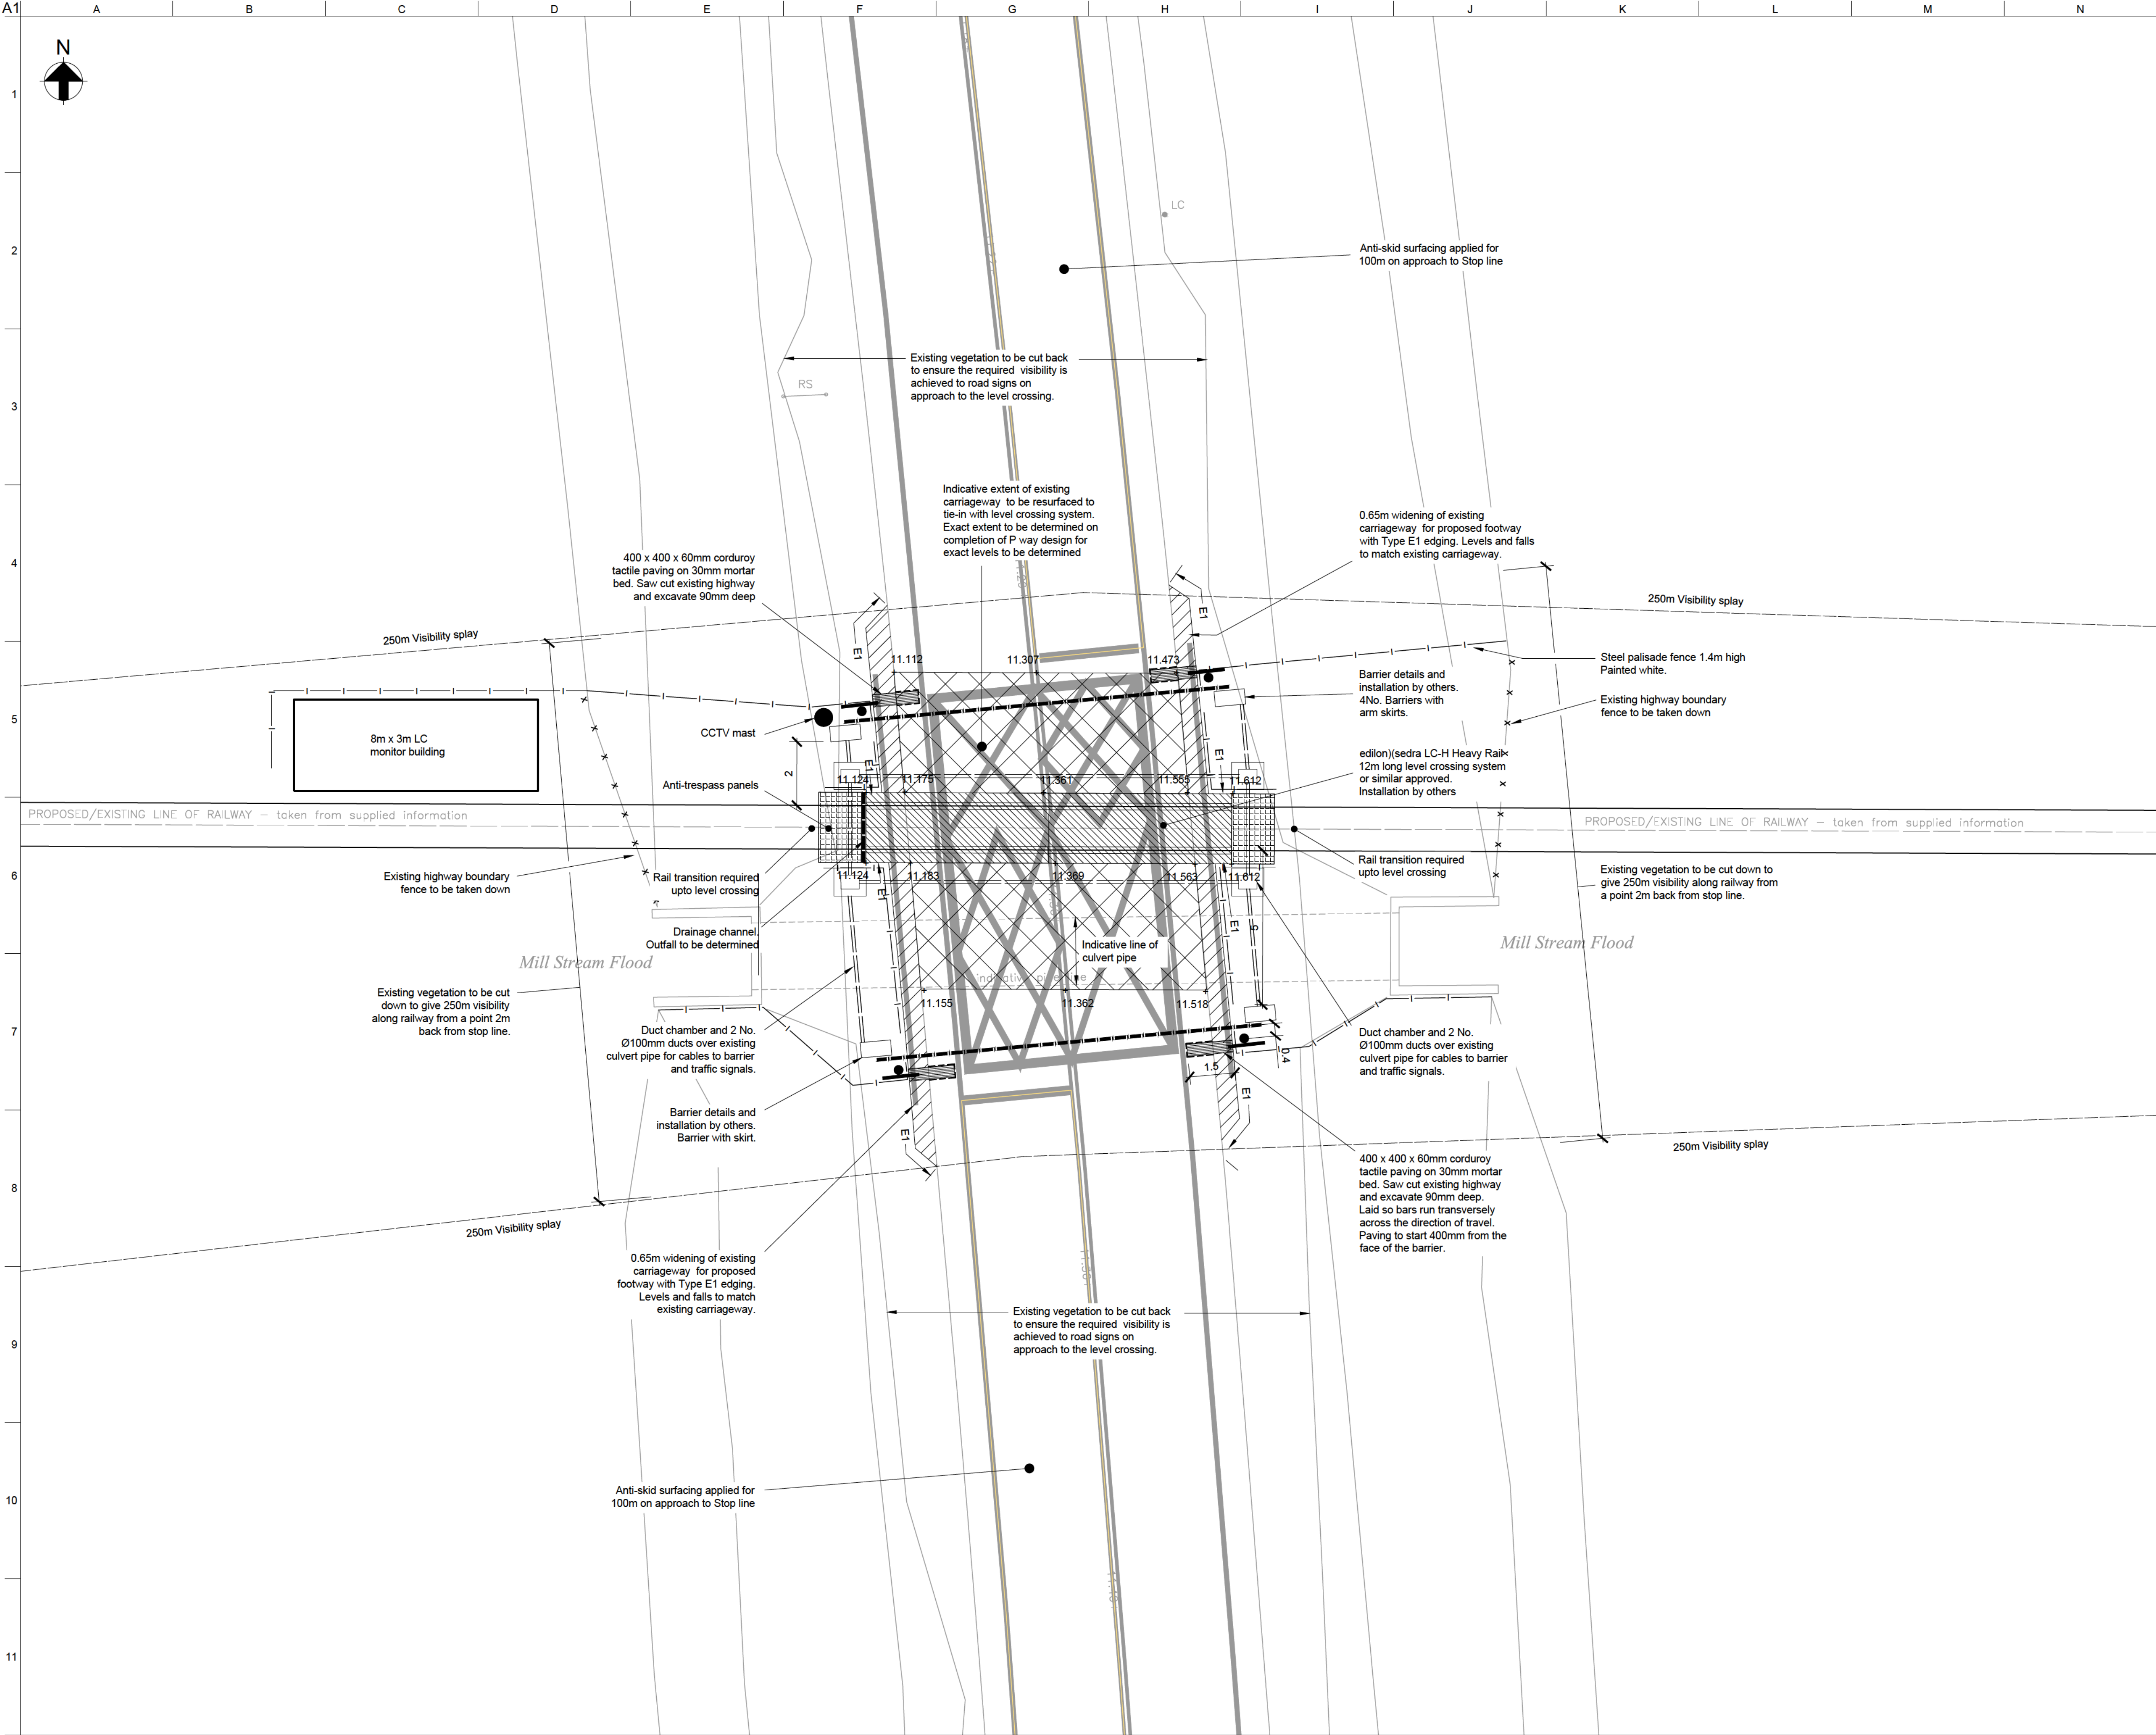 A1
A B C D E F G H I J K L M N
N
1
2
3
4
5
6
7
8
9
10
11
LC
Anti-skid surfacing applied for
100m on approach to Stop line
Existing vegetation to be cut back
to ensure the required visibility is
achieved to road signs on
approach to the level crossing.
RS
Indicative extent of existing
carriageway to be resurfaced to
tie-in with level crossing system.
Exact extent to be determined on
completion of P way design for
exact levels to be determined
0.65m widening of existing
carriageway for proposed footway
with Type E1 edging. Levels and falls
to match existing carriageway.
400 x 400 x 60mm corduroy
tactile paving on 30mm mortar
bed. Saw cut existing highway
and excavate 90mm deep
250m Visibility splay
250m Visibility splay
E1
E1
11.112
11.307
11.473
Steel palisade fence 1.4m high
Painted white.
Barrier details and
installation by others.
4No. Barriers with
arm skirts.
Existing highway boundary
fence to be taken down
CCTV mast
8m x 3m LC
monitor building
2
E1
E1
edilon)(sedra LC-H Heavy Rail
12m long level crossing system
or similar approved.
Installation by others
Anti-trespass panels
11.124
11.175
11.361
11.555
11.612
PROPOSED/EXISTING LINE OF RAILWAY – taken from supplied information
PROPOSED/EXISTING LINE OF RAILWAY – taken from supplied information
Existing highway boundary
fence to be taken down
Rail transition required
upto level crossing
11.124
11.183
11.369
11.563
11.612
Rail transition required
upto level crossing
Existing vegetation to be cut down to
give 250m visibility along railway from
a point 2m back from stop line.
E1
E1
5
Drainage channel.
Outfall to be determined
Mill Stream Flood
Indicative line of
culvert pipe
Mill Stream Flood
Existing vegetation to be cut
down to give 250m visibility
along railway from a point 2m
back from stop line.
11.155
11.362
11.518
Duct chamber and 2 No.
Ø100mm ducts over existing
culvert pipe for cables to barrier
and traffic signals.
Duct chamber and 2 No.
Ø100mm ducts over existing
culvert pipe for cables to barrier
and traffic signals.
0.4
1.5
E1
E1
Barrier details and
installation by others.
Barrier with skirt.
250m Visibility splay
250m Visibility splay
400 x 400 x 60mm corduroy
tactile paving on 30mm mortar
bed. Saw cut existing highway
and excavate 90mm deep.
Laid so bars run transversely
across the direction of travel.
Paving to start 400mm from the
face of the barrier.
0.65m widening of existing
carriageway for proposed
footway with Type E1 edging.
Levels and falls to match
existing carriageway.
Existing vegetation to be cut back
to ensure the required visibility is
achieved to road signs on
approach to the level crossing.
Anti-skid surfacing applied for
100m on approach to Stop line